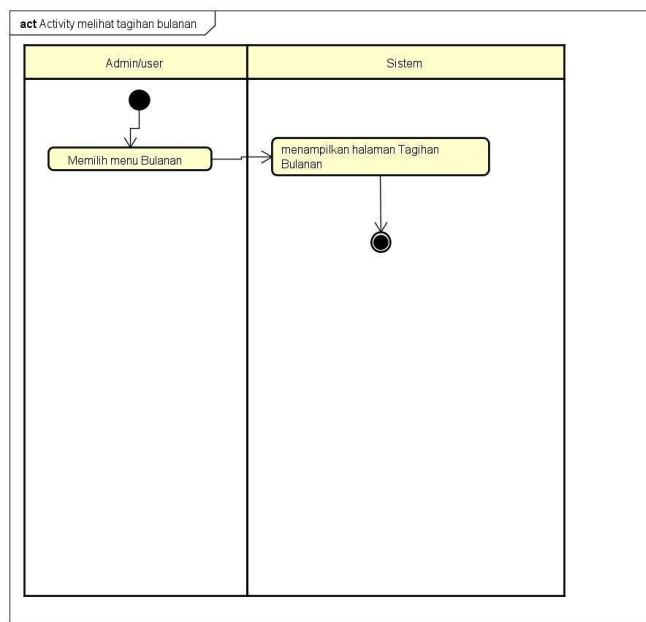 act Activity melihat tagihan bulanan
Admin/user
Sistem
Memilih menu Bulanan
menampilkan halaman Tagihan
Bulanan